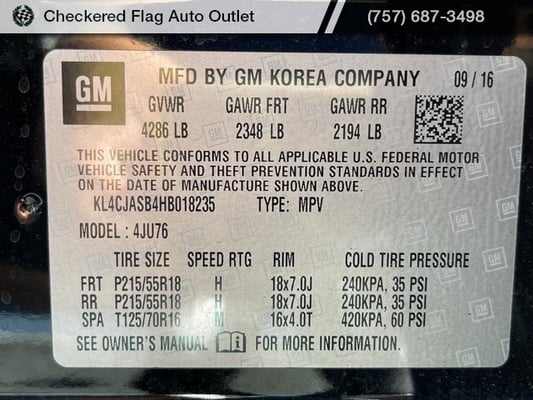 Checkered Flag Auto Outlet (757) 687-3498
GM MFD BY GM KOREA COMPANY 09/16
GVWR GAWR FRT GAWR RR
4286 LB 2348 LB 2194 LB
THIS VEHICLE CONFORMS TO ALL APPLICABLE U.S. FEDERAL MOTOR
VEHICLE SAFETY AND THEFT PREVENTION STANDARDS IN EFFECT
ON THE DATE OF MANUFACTURE SHOWN ABOVE.
KL4CJASB4HB018235 TYPE: MPV
MODEL : 4JU76
TIRE SIZE SPEED RTG RIM COLD TIRE PRESSURE
FRT P215/55R18 H 18x7.0J 240KPA, 35 PSI
RR P215/55R18 H 18x7.0J 240KPA, 35 PSI
SPA T125/70R16 M 16x4.0T 420KPA, 60 PSI
SEE OWNER'S MANUAL FOR MORE INFORMATION.